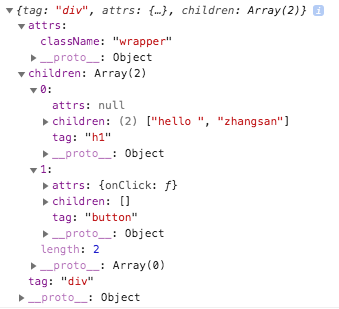 {tag: "div", attrs: {…}, children: Array(2)} i
attrs:
className: "wrapper"
__proto__: Object
children: Array(2)
0:
attrs: null
children: (2) ["hello ", "zhangsan"]
tag: "h1"
__proto__: Object
1:
attrs: {onClick: ƒ}
children: []
tag: "button"
__proto__: Object
length: 2
__proto__: Array(0)
tag: "div"
__proto__: Object